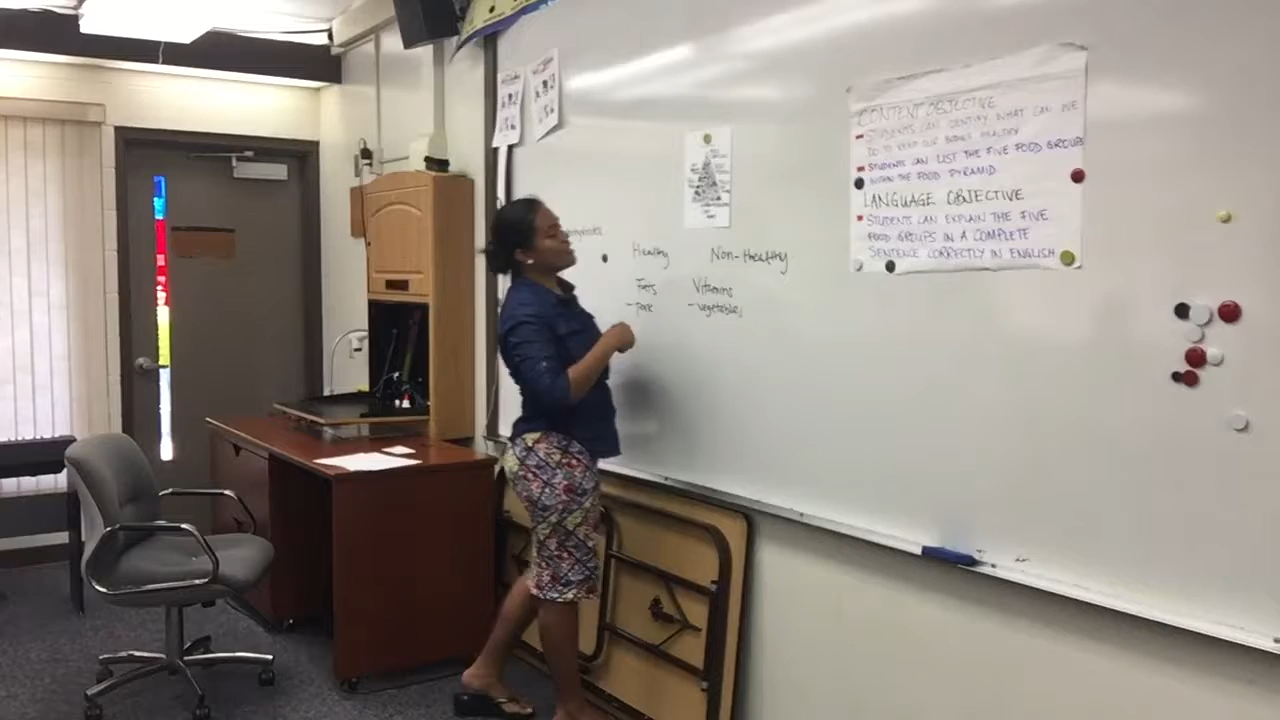 CONTENT OBJECTIVE
STUDENTS CAN IDENTIFY WHAT CAN WE
DO TO KEEP OUR BODIES HEALTHY
STUDENTS CAN LIST THE FIVE FOOD GROUPS
WITHIN THE FOOD PYRAMID
LANGUAGE OBJECTIVE
STUDENTS CAN EXPLAIN THE FIVE
FOOD GROUPS IN A COMPLETE
SENTENCE CORRECTLY IN ENGLISH
Healthy Non-Healthy
Fats Vitamins
- pork - vegetables